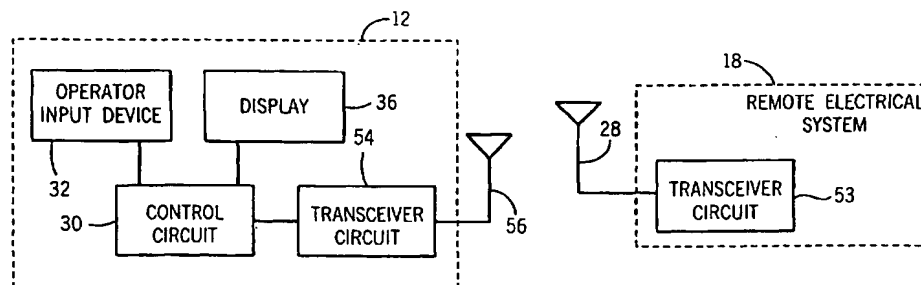 12
OPERATOR
INPUT DEVICE
32
DISPLAY
36
54
30
CONTROL
CIRCUIT
TRANSCEIVER
CIRCUIT
56
28
18
REMOTE ELECTRICAL
SYSTEM
TRANSCEIVER
CIRCUIT
53